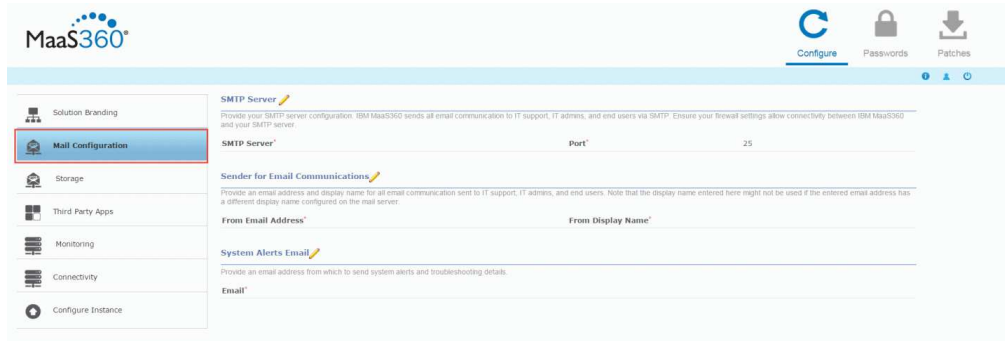 MaaS360®
Configure
Passwords
Patches
Solution Branding
Mail Configuration
Storage
Third Party Apps
Monitoring
Connectivity
Configure Instance
SMTP Server
Provide your SMTP server configuration. IBM MaaS360 sends all email communication to IT support, IT admins, and end users via SMTP. Ensure your firewall settings allow connectivity between IBM MaaS360
and your SMTP server.
SMTP Server* Port* 25
Sender for Email Communications
Provide an email address and display name for all email communication sent to IT support, IT admins, and end users. Note that the display name entered here might not be used if the entered email address has
a different display name configured on the mail server.
From Email Address* From Display Name*
System Alerts Email
Provide an email address from which to send system alerts and troubleshooting details.
Email*